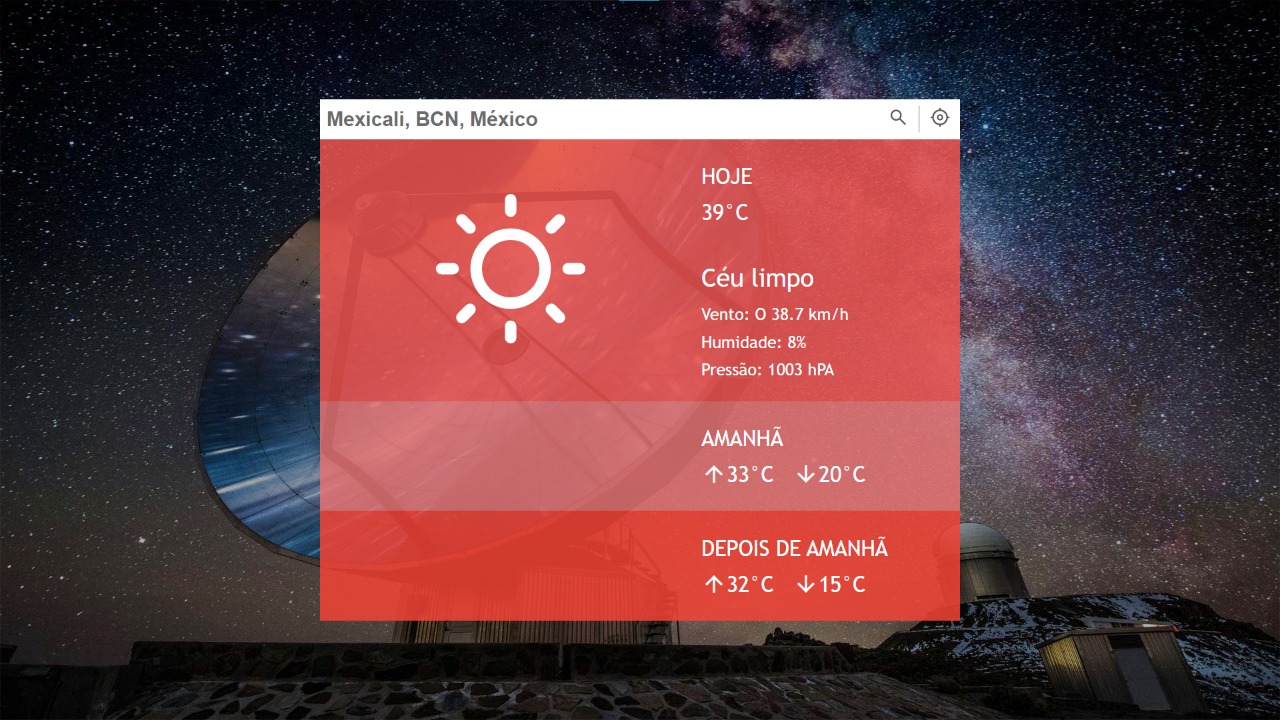 Mexicali, BCN, México
HOJE
39°C
Céu limpo
Vento: O 38.7 km/h
Humidade: 8%
Pressão: 1003 hPA
AMANHÃ
↑33°C ↓20°C
DEPOIS DE AMANHÃ
↑32°C ↓15°C